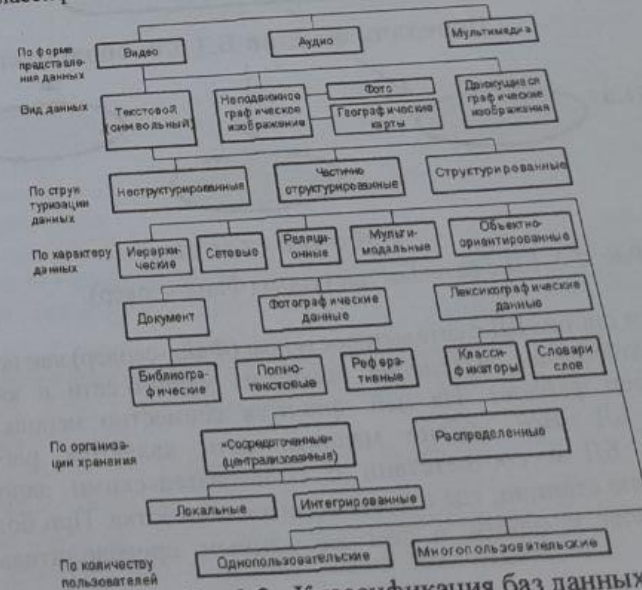 По форме
представле-
ния данных
Видео
Аудио
Мультимедиа
Вид данных
Текстовой
(символьный)
Неподвижное
графическое
изображение
Фото
Географические
карты
Движущиеся
графические
изображения
По струк
туризации
данных
Неструктурированные
Частично
структурированные
Структурированные
По характеру
данных
Иерархи-
ческие
Сетевые
Реляци-
онные
Мульти-
модальные
Объектно-
ориентированные
Документ
Фотографические
данные
Лексикографические
данные
Библиогра-
фические
Полно-
текстовые
Рефера-
тивные
Класси-
фикаторы
Словари
слов
По организа-
ции хранения
«Сосредоточенные»
(централизованные)
Распределенные
Локальные
Интегрированные
По количеству
пользователей
Однопользовательские
Многопользовательские
Классификация баз данных